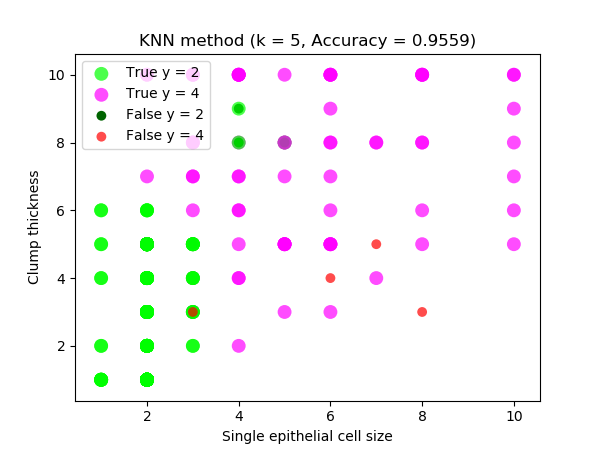 KNN method (k = 5, Accuracy = 0.9559)
True y = 2
True y = 4
False y = 2
False y = 4
Clump thickness
10
8
6
4
2
2 4 6 8 10
Single epithelial cell size